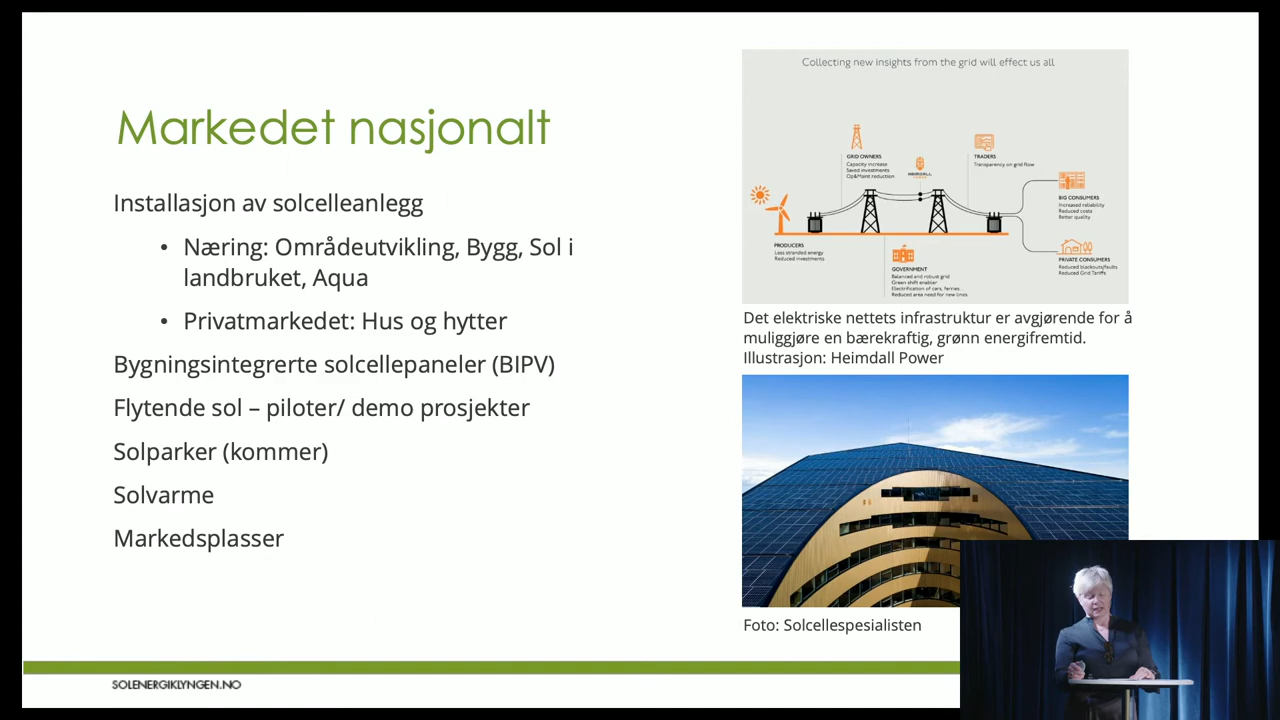 Markedet nasjonalt
Installasjon av solcelleanlegg
• Næring: Områdeutvikling, Bygg, Sol i
landbruket, Aqua
• Privatmarkedet: Hus og hytter
Bygningsintegrerte solcellepaneler (BIPV)
Flytende sol – piloter/ demo prosjekter
Solparker (kommer)
Solvarme
Markedsplasser
Collecting new insights from the grid will effect us all
GRID OWNERS
Capacity increase
Saved investments
Op&Maint reduction
HEIMDALL
POWER
TRADERS
Transparency on grid flow
BIG CONSUMERS
Increased reliability
Reduced costs
Better quality
PRODUCERS
Less stranded energy
Reduced investments
GOVERNMENT
Balanced and robust grid
Green shift enabler
Electrification of cars, ferries..
Reduced area need for new lines
PRIVATE CONSUMERS
Reduced blackouts/faults
Reduced Grid Tariffs
Det elektriske nettets infrastruktur er avgjørende for å
muliggjøre en bærekraftig, grønn energifremtid.
Illustrasjon: Heimdall Power
Foto: Solcellespesialisten
SOLENERGIKLYNGEN.NO